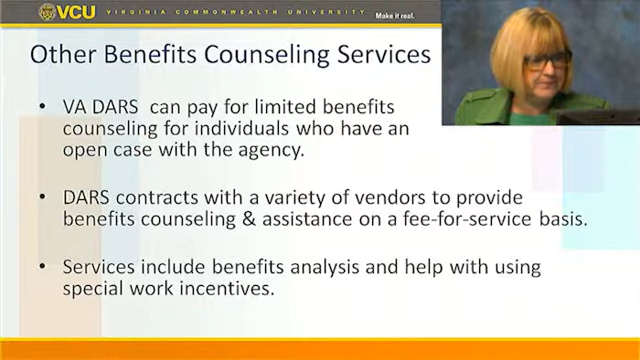 VCU VIRGINIA COMMONWEALTH UNIVERSITY
Make it real.
Other Benefits Counseling Services
• VA DARS can pay for limited benefits
counseling for individuals who have an
open case with the agency.
• DARS contracts with a variety of vendors to provide
benefits counseling & assistance on a fee-for-service basis.
• Services include benefits analysis and help with using
special work incentives.